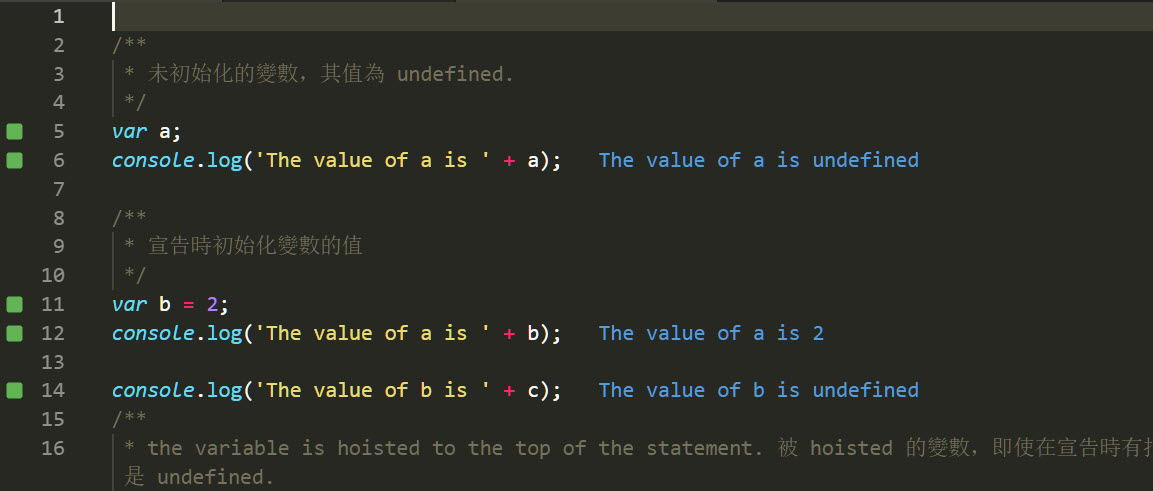 1
2 /**
3 * 未初始化的變數，其值為 undefined.
4 */
5 var a;
6 console.log('The value of a is ' + a); The value of a is undefined
7
8 /**
9 * 宣告時初始化變數的值
10 */
11 var b = 2;
12 console.log('The value of a is ' + b); The value of a is 2
13
14 console.log('The value of b is ' + c); The value of b is undefined
15 /**
16 * the variable is hoisted to the top of the statement. 被 hoisted 的變數，即使在宣告時有
是 undefined.